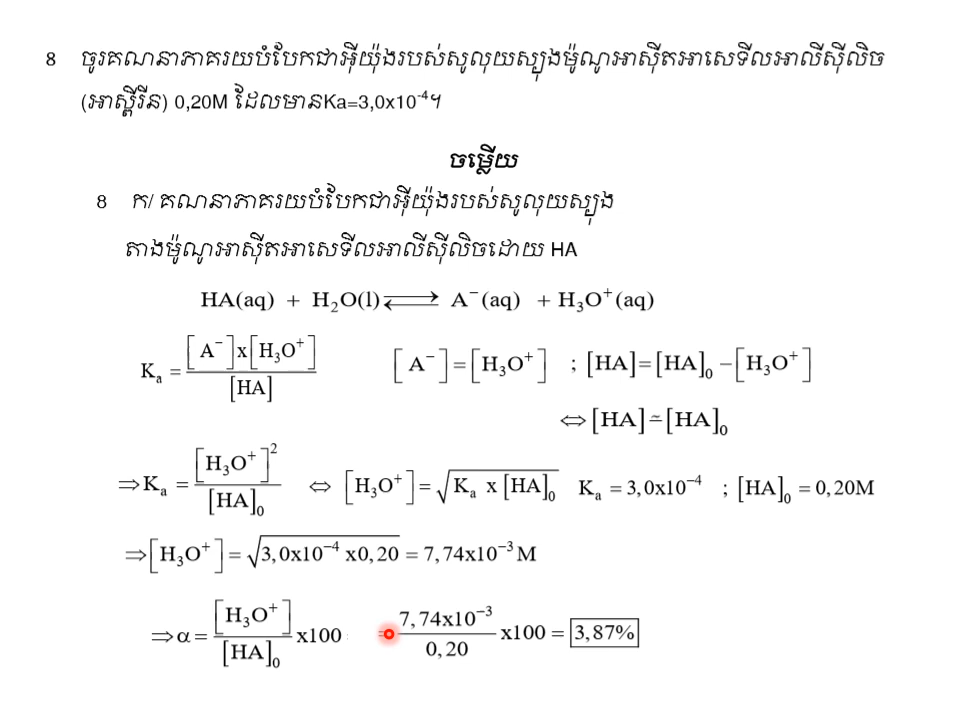 8 ចូរគណនាភាគរយបំបែកជាអ៊ីយ៉ុងរបស់សូលុយស្យុងម៉ូណូអាស៊ីតអាសេទីលអាលីស៊ីលិច
(អាស្ពីរីន) 0,20M ដែលមានKa=3,0x10⁻⁴។
ចម្លើយ
8 ក/ គណនាភាគរយបំបែកជាអ៊ីយ៉ុងរបស់សូលុយស្យុង
តាងម៉ូណូអាស៊ីតអាសេទីលអាលីស៊ីលិចដោយ HA
HA(aq) + H₂O(l) ⇌ A⁻(aq) + H₃O⁺(aq)
Kₐ = [A⁻]x[H₃O⁺] / [HA] [A⁻]=[H₃O⁺] ; [HA]=[HA]₀ −[H₃O⁺]
⇔[HA]≃[HA]₀
⇒Kₐ = [H₃O⁺]² / [HA]₀ ⇔ [H₃O⁺]=√(Kₐ x [HA]₀) Kₐ = 3,0x10⁻⁴ ; [HA]₀ = 0,20M
⇒[H₃O⁺]=√(3,0x10⁻⁴ x0,20) = 7,74x10⁻³M
⇒α = [H₃O⁺] / [HA]₀ x100 = 7,74x10⁻³ / 0,20 x100 = 3,87%